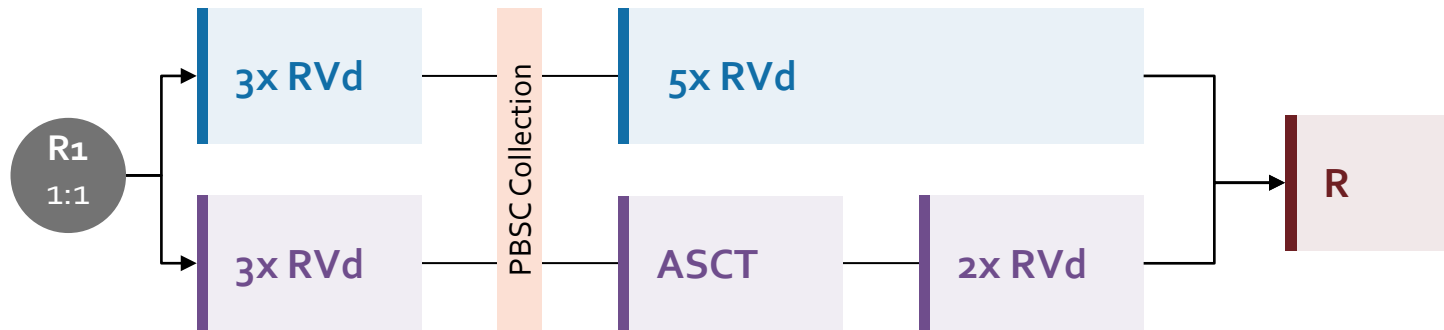 R1
1:1
3x RVd
PBSC Collection
5x RVd
3x RVd
ASCT
2x RVd
R